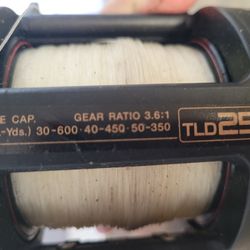 E CAP. GEAR RATIO 3.6:1
.-Yds.) 30-600·40-450·50-350
TLD25